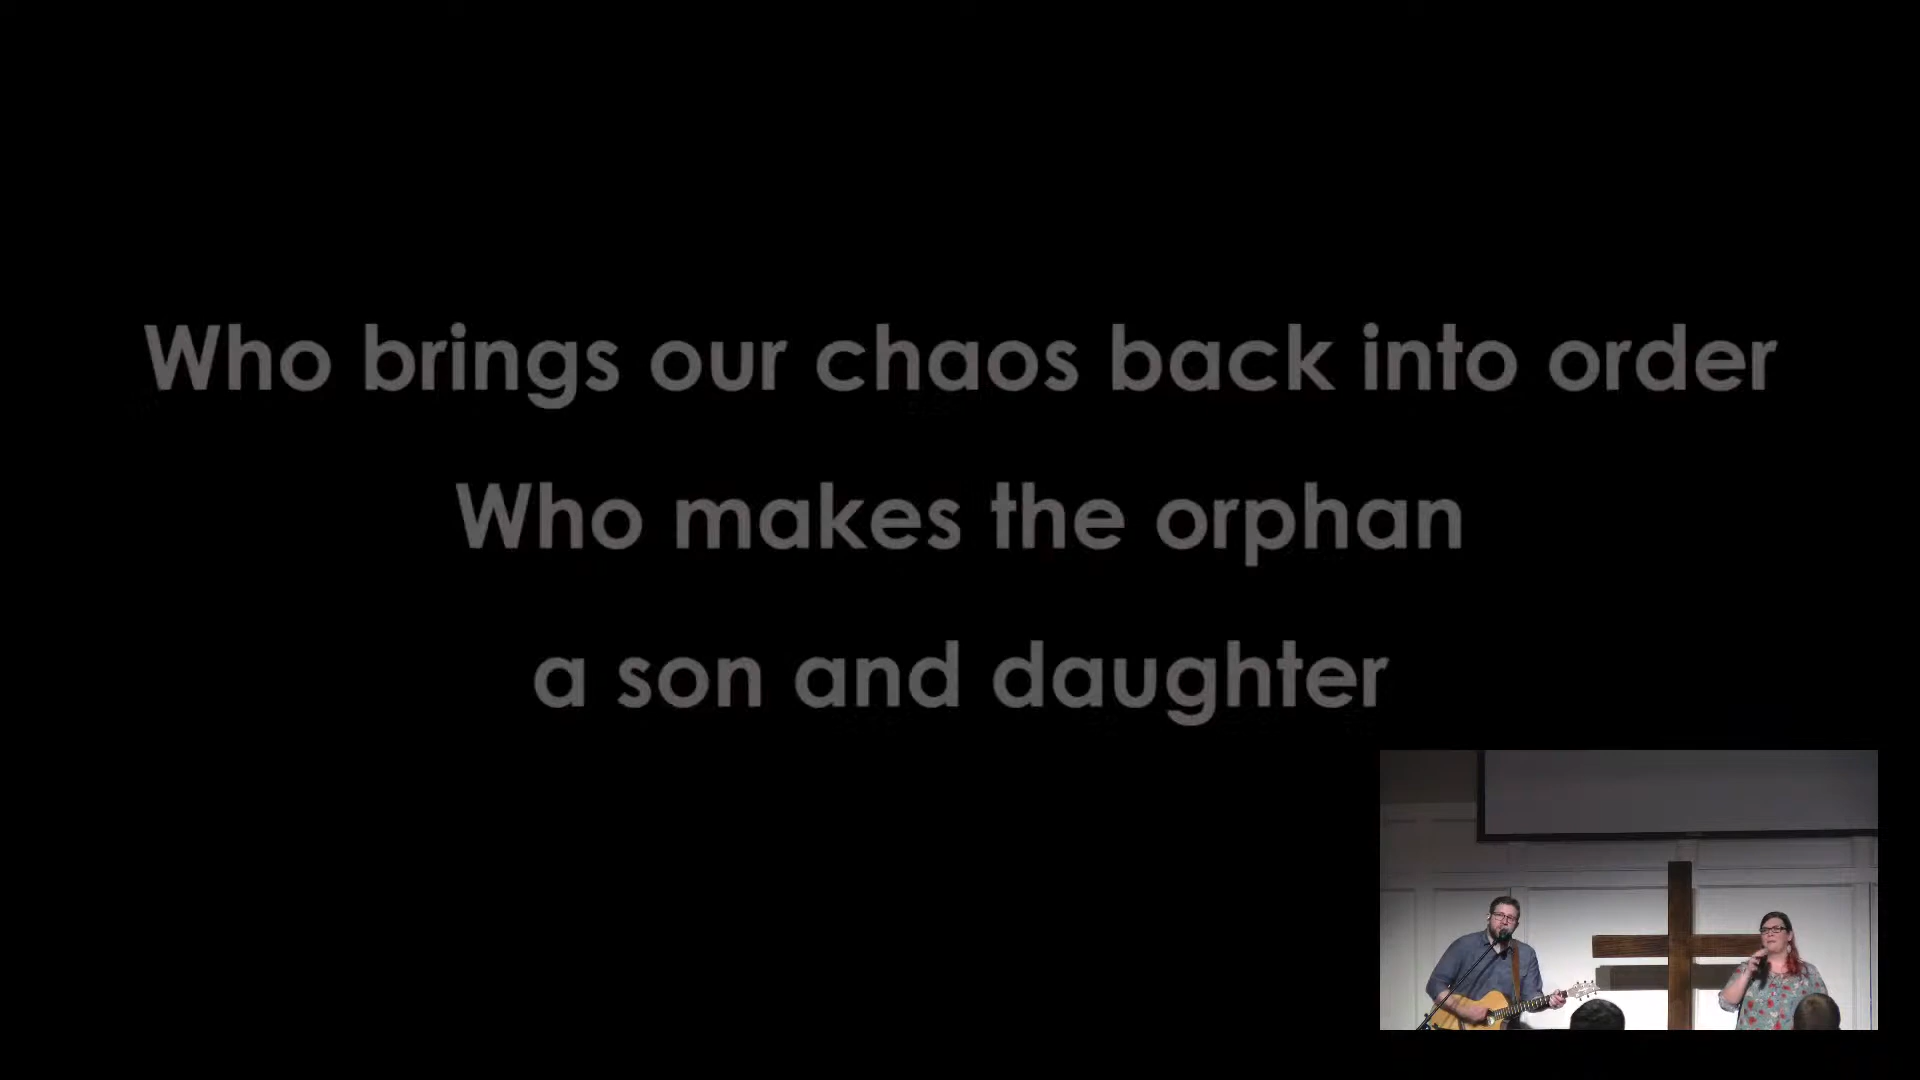 Who brings our chaos back into order
Who makes the orphan
a son and daughter